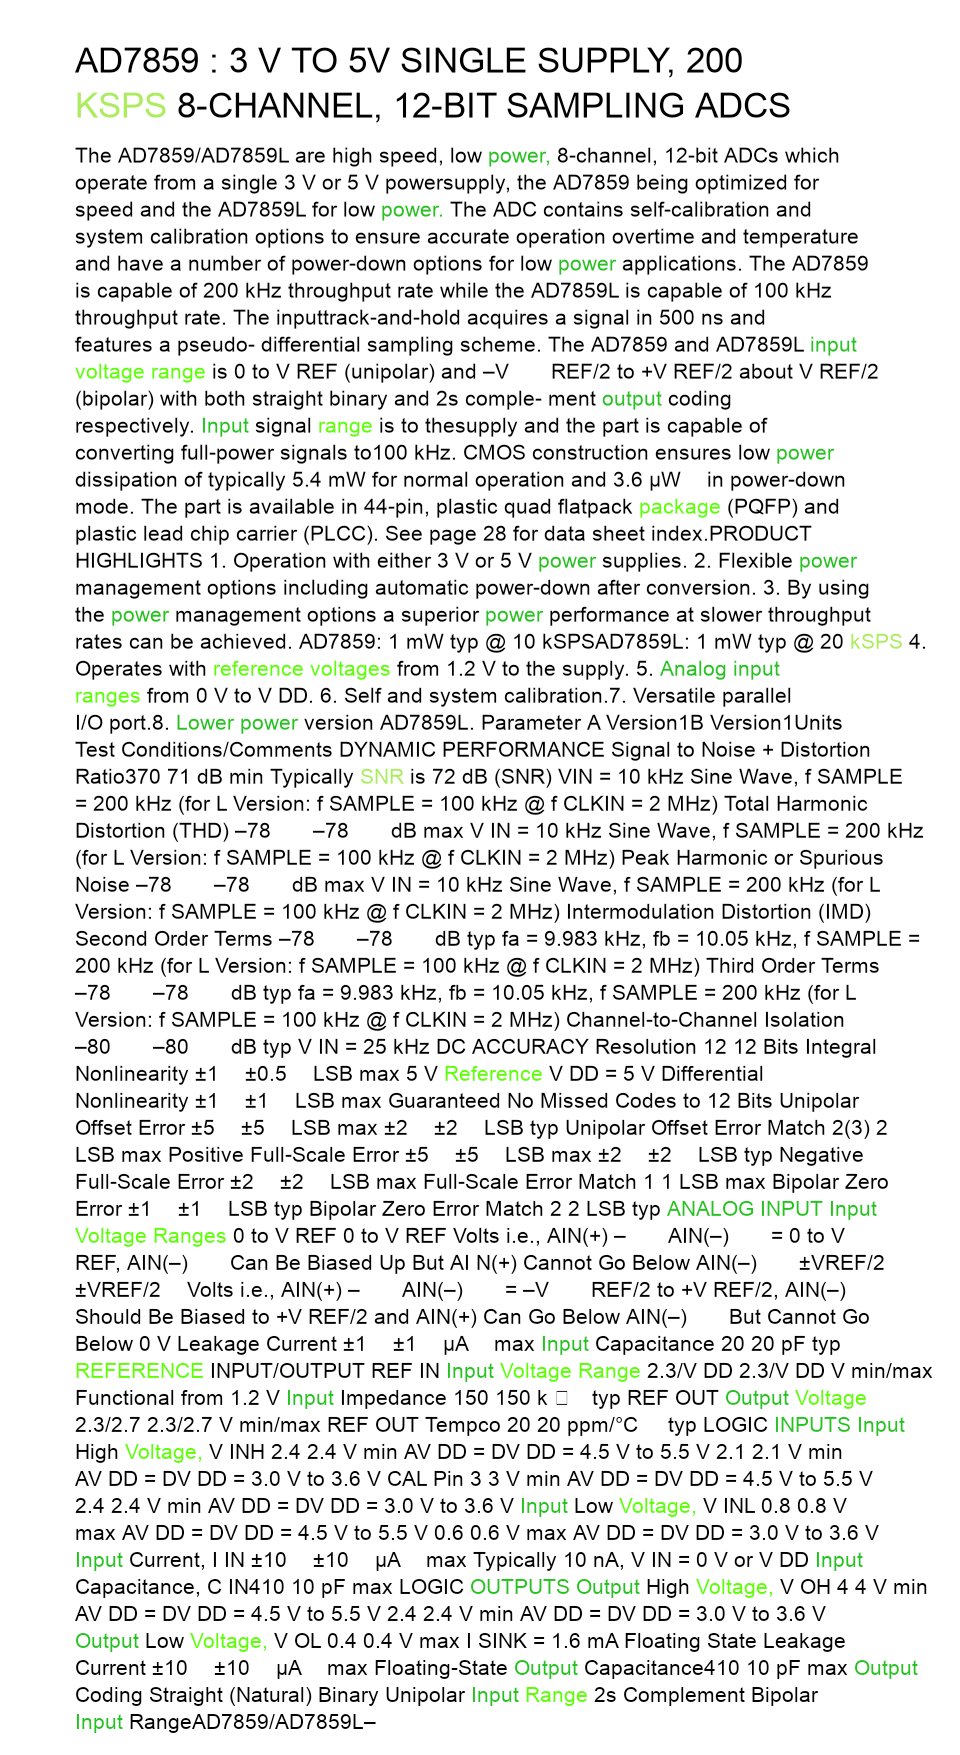 AD7859 : 3 V TO 5V SINGLE SUPPLY, 200
KSPS 8-CHANNEL, 12-BIT SAMPLING ADCS
The AD7859/AD7859L are high speed, low power, 8-channel, 12-bit ADCs which
operate from a single 3 V or 5 V powersupply, the AD7859 being optimized for
speed and the AD7859L for low power. The ADC contains self-calibration and
system calibration options to ensure accurate operation overtime and temperature
and have a number of power-down options for low power applications. The AD7859
is capable of 200 kHz throughput rate while the AD7859L is capable of 100 kHz
throughput rate. The inputtrack-and-hold acquires a signal in 500 ns and
features a pseudo- differential sampling scheme. The AD7859 and AD7859L input
voltage range is 0 to V REF (unipolar) and –V REF/2 to +V REF/2 about V REF/2
(bipolar) with both straight binary and 2s comple- ment output coding
respectively. Input signal range is to thesupply and the part is capable of
converting full-power signals to100 kHz. CMOS construction ensures low power
dissipation of typically 5.4 mW for normal operation and 3.6 µW in power-down
mode. The part is available in 44-pin, plastic quad flatpack package (PQFP) and
plastic lead chip carrier (PLCC). See page 28 for data sheet index.PRODUCT
HIGHLIGHTS 1. Operation with either 3 V or 5 V power supplies. 2. Flexible power
management options including automatic power-down after conversion. 3. By using
the power management options a superior power performance at slower throughput
rates can be achieved. AD7859: 1 mW typ @ 10 kSPSAD7859L: 1 mW typ @ 20 kSPS 4.
Operates with reference voltages from 1.2 V to the supply. 5. Analog input
ranges from 0 V to V DD. 6. Self and system calibration.7. Versatile parallel
I/O port.8. Lower power version AD7859L. Parameter A Version1B Version1Units
Test Conditions/Comments DYNAMIC PERFORMANCE Signal to Noise + Distortion
Ratio370 71 dB min Typically SNR is 72 dB (SNR) VIN = 10 kHz Sine Wave, f SAMPLE
= 200 kHz (for L Version: f SAMPLE = 100 kHz @ f CLKIN = 2 MHz) Total Harmonic
Distortion (THD) –78 –78 dB max V IN = 10 kHz Sine Wave, f SAMPLE = 200 kHz
(for L Version: f SAMPLE = 100 kHz @ f CLKIN = 2 MHz) Peak Harmonic or Spurious
Noise –78 –78 dB max V IN = 10 kHz Sine Wave, f SAMPLE = 200 kHz (for L
Version: f SAMPLE = 100 kHz @ f CLKIN = 2 MHz) Intermodulation Distortion (IMD)
Second Order Terms –78 –78 dB typ fa = 9.983 kHz, fb = 10.05 kHz, f SAMPLE =
200 kHz (for L Version: f SAMPLE = 100 kHz @ f CLKIN = 2 MHz) Third Order Terms
–78 –78 dB typ fa = 9.983 kHz, fb = 10.05 kHz, f SAMPLE = 200 kHz (for L
Version: f SAMPLE = 100 kHz @ f CLKIN = 2 MHz) Channel-to-Channel Isolation
–80 –80 dB typ V IN = 25 kHz DC ACCURACY Resolution 12 12 Bits Integral
Nonlinearity ±1 ±0.5 LSB max 5 V Reference V DD = 5 V Differential
Nonlinearity ±1 ±1 LSB max Guaranteed No Missed Codes to 12 Bits Unipolar
Offset Error ±5 ±5 LSB max ±2 ±2 LSB typ Unipolar Offset Error Match 2(3) 2
LSB max Positive Full-Scale Error ±5 ±5 LSB max ±2 ±2 LSB typ Negative
Full-Scale Error ±2 ±2 LSB max Full-Scale Error Match 1 1 LSB max Bipolar Zero
Error ±1 ±1 LSB typ Bipolar Zero Error Match 2 2 LSB typ ANALOG INPUT Input
Voltage Ranges 0 to V REF 0 to V REF Volts i.e., AIN(+) – AIN(–) = 0 to V
REF, AIN(–) Can Be Biased Up But AI N(+) Cannot Go Below AIN(–) ±VREF/2
±VREF/2 Volts i.e., AIN(+) – AIN(–) = –V REF/2 to +V REF/2, AIN(–)
Should Be Biased to +V REF/2 and AIN(+) Can Go Below AIN(–) But Cannot Go
Below 0 V Leakage Current ±1 ±1 µA max Input Capacitance 20 20 pF typ
REFERENCE INPUT/OUTPUT REF IN Input Voltage Range 2.3/V DD 2.3/V DD V min/max
Functional from 1.2 V Input Impedance 150 150 k typ REF OUT Output Voltage
2.3/2.7 2.3/2.7 V min/max REF OUT Tempco 20 20 ppm/°C typ LOGIC INPUTS Input
High Voltage, V INH 2.4 2.4 V min AV DD = DV DD = 4.5 V to 5.5 V 2.1 2.1 V min
AV DD = DV DD = 3.0 V to 3.6 V CAL Pin 3 3 V min AV DD = DV DD = 4.5 V to 5.5 V
2.4 2.4 V min AV DD = DV DD = 3.0 V to 3.6 V Input Low Voltage, V INL 0.8 0.8 V
max AV DD = DV DD = 4.5 V to 5.5 V 0.6 0.6 V max AV DD = DV DD = 3.0 V to 3.6 V
Input Current, I IN ±10 ±10 µA max Typically 10 nA, V IN = 0 V or V DD Input
Capacitance, C IN410 10 pF max LOGIC OUTPUTS Output High Voltage, V OH 4 4 V min
AV DD = DV DD = 4.5 V to 5.5 V 2.4 2.4 V min AV DD = DV DD = 3.0 V to 3.6 V
Output Low Voltage, V OL 0.4 0.4 V max I SINK = 1.6 mA Floating State Leakage
Current ±10 ±10 µA max Floating-State Output Capacitance410 10 pF max Output
Coding Straight (Natural) Binary Unipolar Input Range 2s Complement Bipolar
Input RangeAD7859/AD7859L–